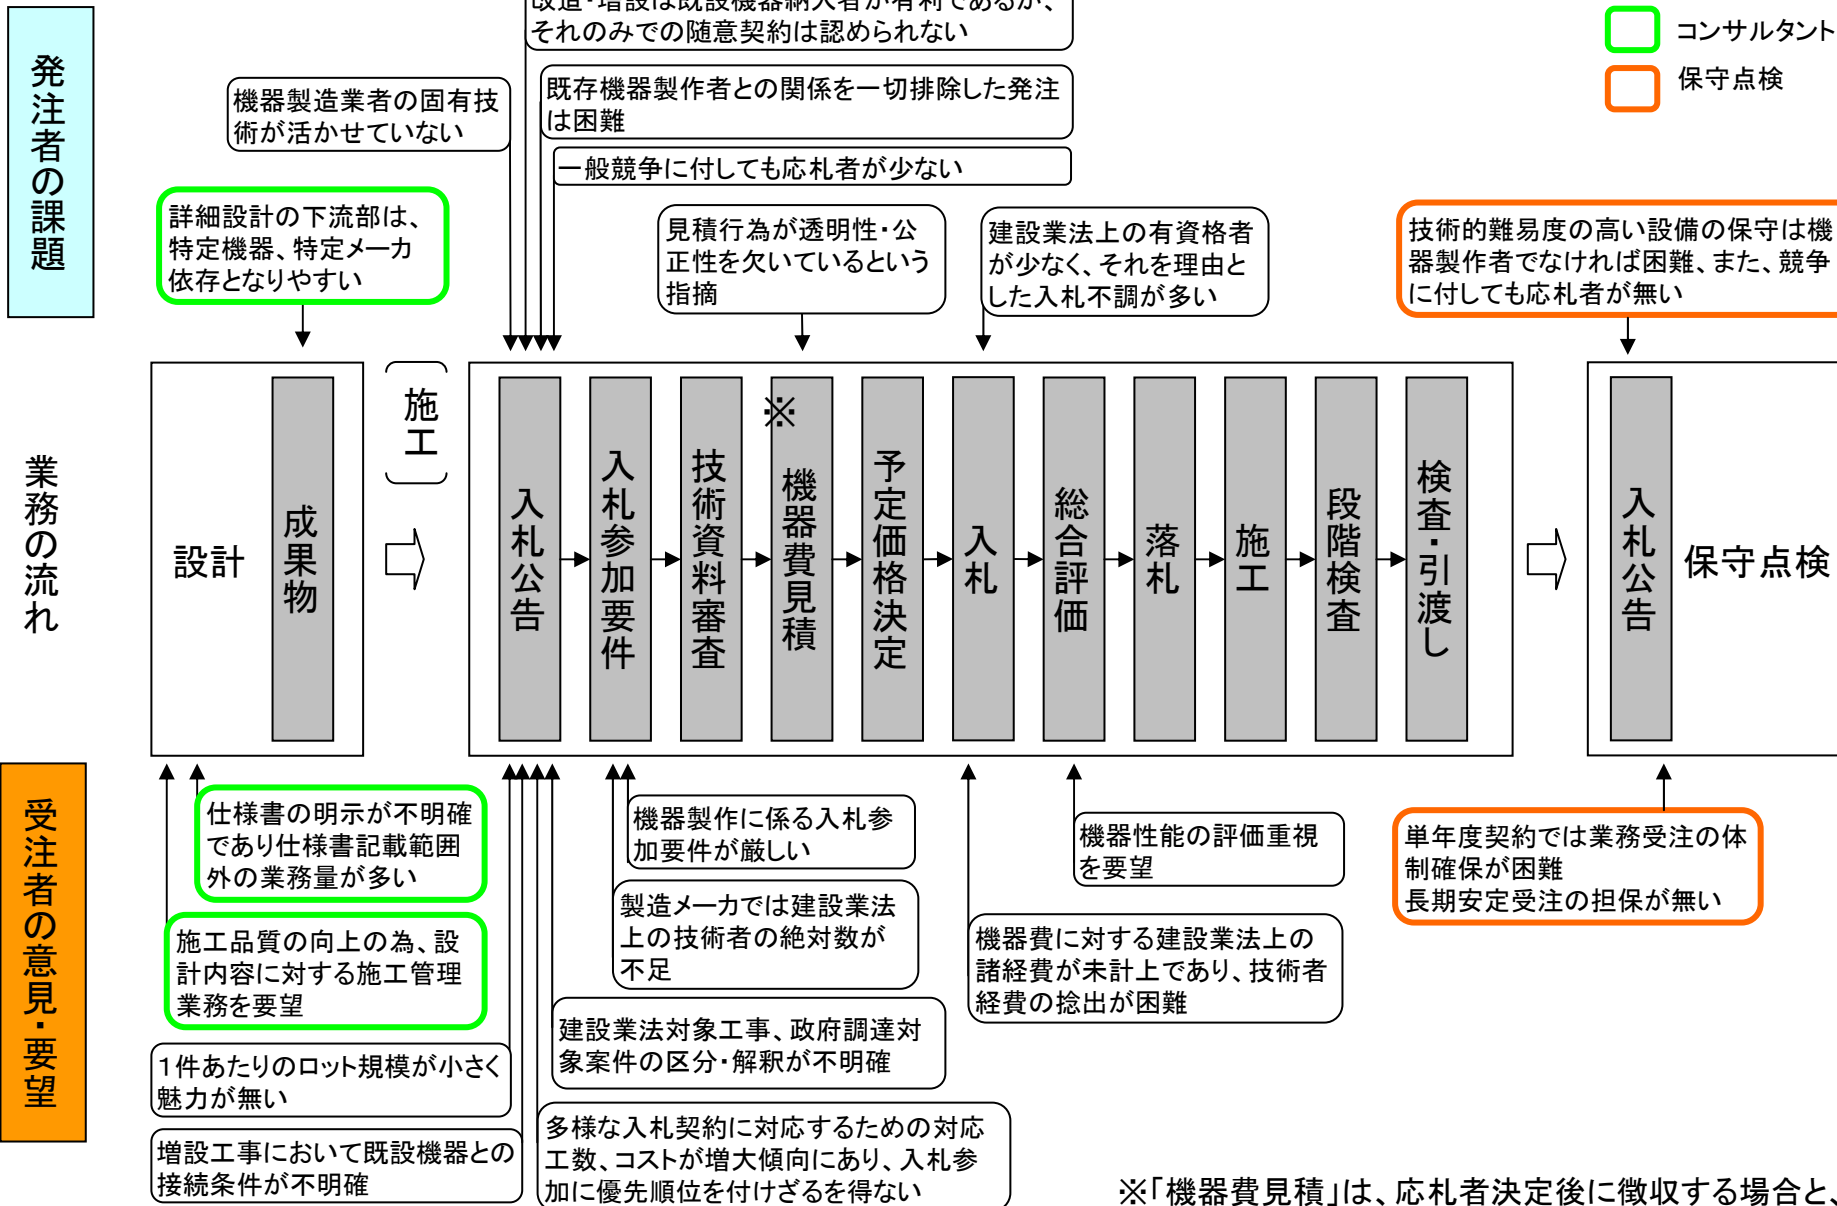 改造・増設は既設機器納入者が有利であるが、
それのみでの随意契約は認められない
コンサルタント
保守点検
発注者の課題
機器製造業者の固有技
術が活かせていない
既存機器製作者との関係を一切排除した発注
は困難
一般競争に付しても応札者が少ない
詳細設計の下流部は、
特定機器、特定メーカ
依存となりやすい
見積行為が透明性・公
正性を欠いているという
指摘
建設業法上の有資格者
が少なく、それを理由と
した入札不調が多い
技術的難易度の高い設備の保守は機
器製作者でなければ困難、また、競争
に付しても応札者が無い
業務の流れ
設計
成果物
施工
入札公告
入札参加要件
技術資料審査
※
機器費見積
予定価格決定
入札
総合評価
落札
施工
段階検査
検査・引渡し
入札公告
保守点検
受注者の意見・要望
仕様書の明示が不明確
であり仕様書記載範囲
外の業務量が多い
施工品質の向上の為、設
計内容に対する施工管理
業務を要望
1件あたりのロット規模が小さく
魅力が無い
増設工事において既設機器との
接続条件が不明確
機器製作に係る入札参
加要件が厳しい
製造メーカでは建設業法
上の技術者の絶対数が
不足
建設業法対象工事、政府調達対
象案件の区分・解釈が不明確
多様な入札契約に対応するための対応
工数、コストが増大傾向にあり、入札参
加に優先順位を付けざるを得ない
機器性能の評価重視
を要望
機器費に対する建設業法上の
諸経費が未計上であり、技術者
経費の捻出が困難
単年度契約では業務受注の体
制確保が困難
長期安定受注の担保が無い
※「機器費見積」は、応札者決定後に徴収する場合と、